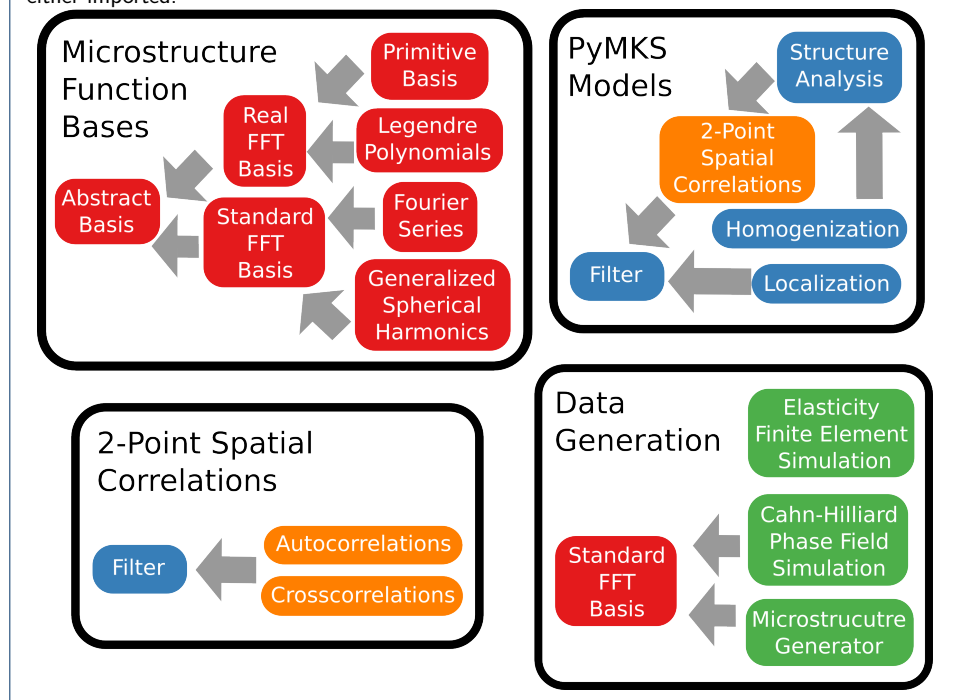 either imported.
Microstructure
Function
Bases
Primitive
Basis
Real
FFT
Basis
Legendre
Polynomials
Abstract
Basis
Standard
FFT
Basis
Fourier
Series
Generalized
Spherical
Harmonics
PyMKS
Models
Structure
Analysis
2-Point
Spatial
Correlations
Homogenization
Filter
Localization
2-Point Spatial
Correlations
Filter
Autocorrelations
Crosscorrelations
Data
Generation
Elasticity
Finite Element
Simulation
Standard
FFT
Basis
Cahn-Hilliard
Phase Field
Simulation
Microstrucutre
Generator